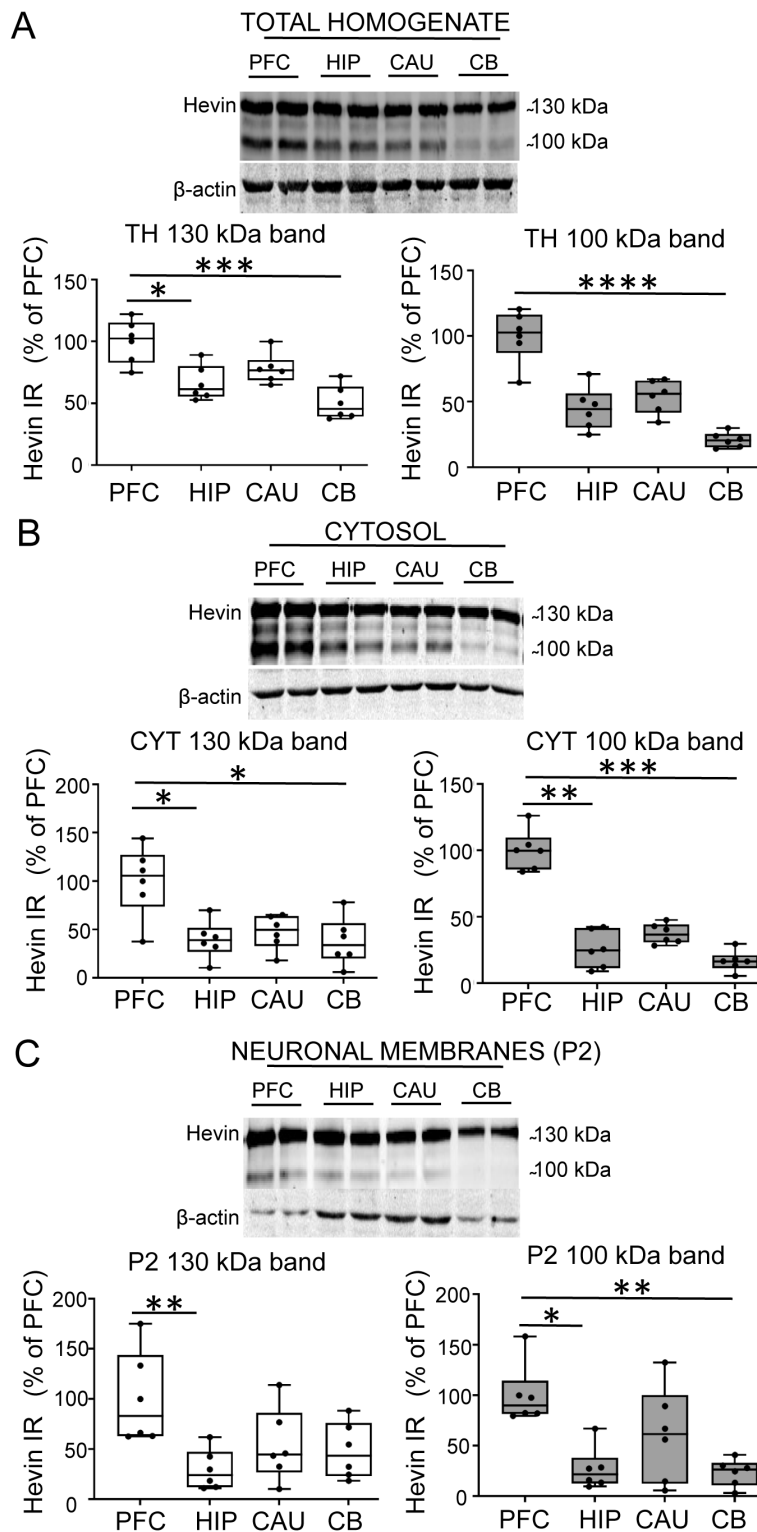 A
TOTAL HOMOGENATE
PFC HIP CAU CB
Hevin
~130 kDa
~100 kDa
β-actin
TH 130 kDa band
Hevin IR (% of PFC)
150
100
50
0
*
***
PFC HIP CAU CB
TH 100 kDa band
Hevin IR (% of PFC)
150
100
50
0
****
PFC HIP CAU CB
B
CYTOSOL
PFC HIP CAU CB
Hevin
~130 kDa
~100 kDa
β-actin
CYT 130 kDa band
Hevin IR (% of PFC)
200
150
100
50
0
*
*
PFC HIP CAU CB
CYT 100 kDa band
Hevin IR (% of PFC)
150
100
50
0
**
***
PFC HIP CAU CB
C
NEURONAL MEMBRANES (P2)
PFC HIP CAU CB
Hevin
~130 kDa
~100 kDa
β-actin
P2 130 kDa band
Hevin IR (% of PFC)
200
150
100
50
0
**
PFC HIP CAU CB
P2 100 kDa band
Hevin IR (% of PFC)
200
150
100
50
0
*
**
PFC HIP CAU CB